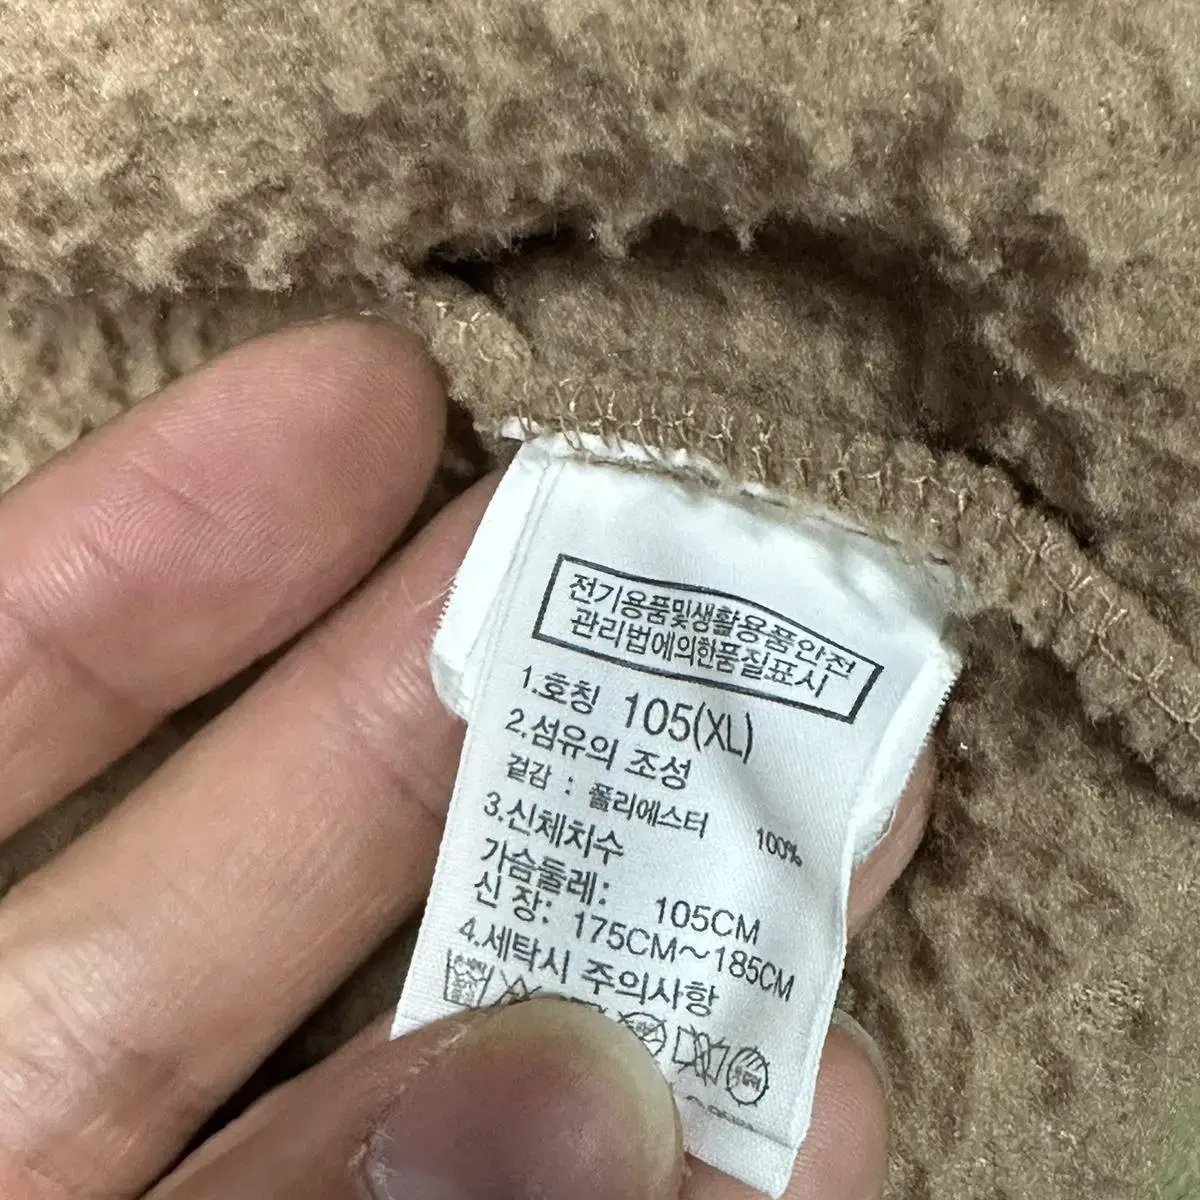 전기용품및생활용품안전
관리법에의한품질표시
1.호칭 105(XL)
2.섬유의 조성
겉감 : 폴리에스터 100%
3.신체치수
가슴둘레: 105CM
신 장: 175CM~185CM
4.세탁시 주의사항